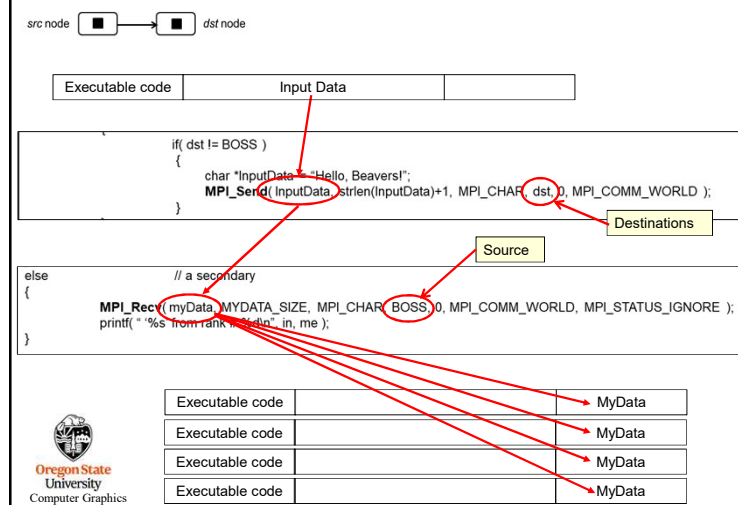 src node
dst node
Executable code
Input Data
if( dst != BOSS )
{
char *InputData = “Hello, Beavers!”;
MPI_Send( InputData, strlen(InputData)+1, MPI_CHAR, dst, 0, MPI_COMM_WORLD );
}
Destinations
Source
else // a secondary
{
MPI_Recv( myData, MYDATA_SIZE, MPI_CHAR, BOSS, 0, MPI_COMM_WORLD, MPI_STATUS_IGNORE );
printf( “ ‘%s’ from rank # %d\n”, in, me );
}
Executable code MyData
Executable code MyData
Executable code MyData
Executable code MyData
Oregon State
University
Computer Graphics